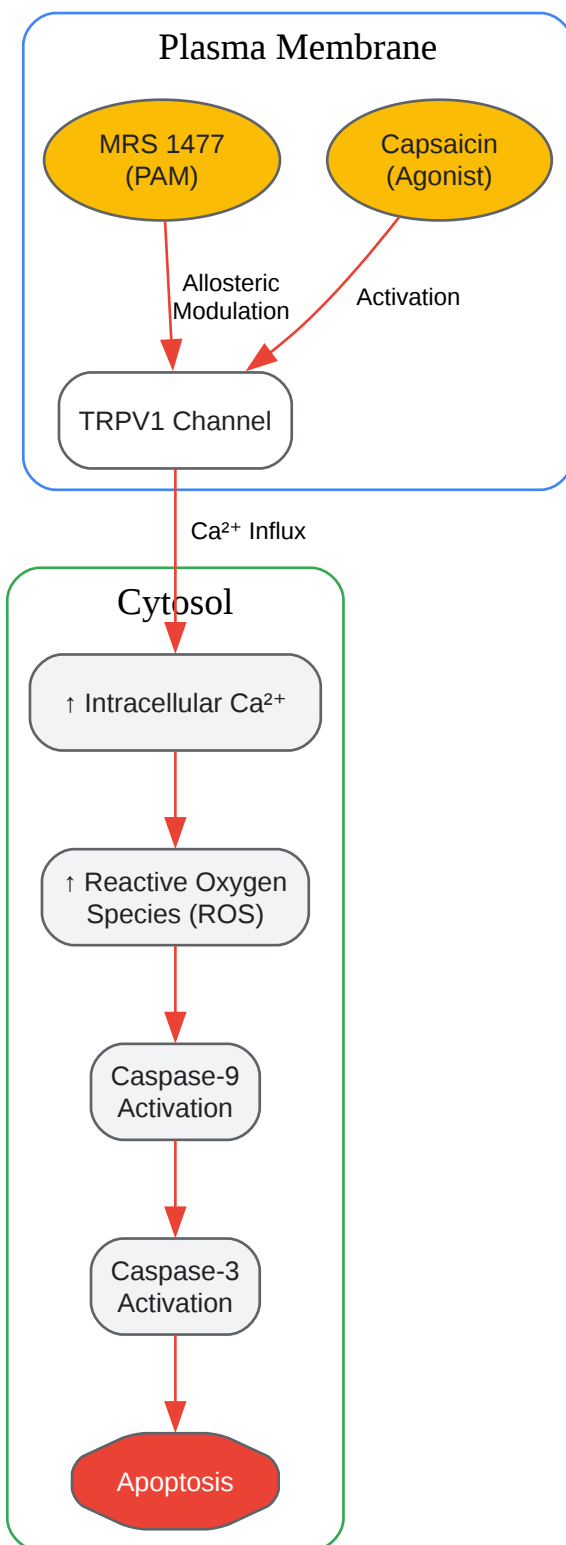 Plasma Membrane
MRS 1477
(PAM)
Capsaicin
(Agonist)
Allosteric
Modulation
Activation
TRPV1 Channel
Ca²⁺ Influx
Cytosol
↑ Intracellular Ca²⁺
↑ Reactive Oxygen
Species (ROS)
Caspase-9
Activation
Caspase-3
Activation
Apoptosis